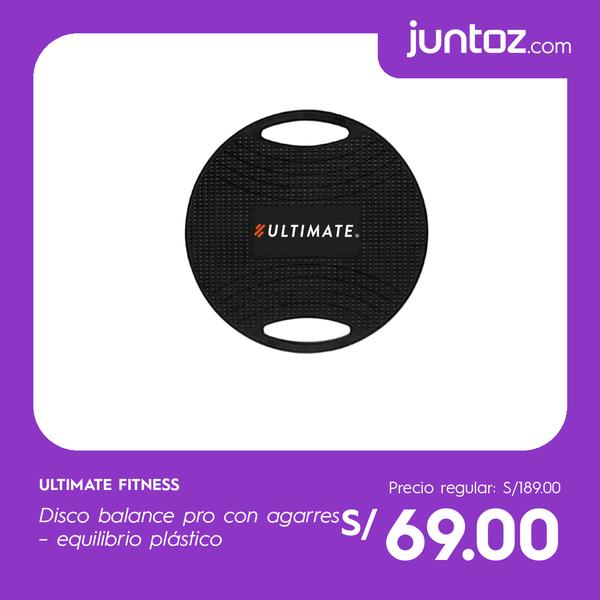 juntoz.com
ULTIMATE®
ULTIMATE FITNESS
Disco balance pro con agarres
- equilibrio plástico
Precio regular: S/189.00
S/ 69.00